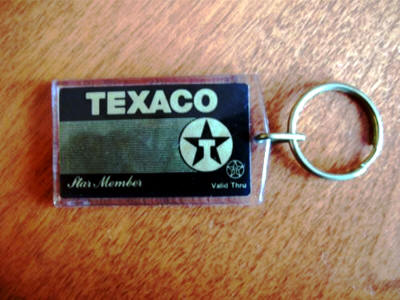 TEXACO
T
Star Member
Valid Thru